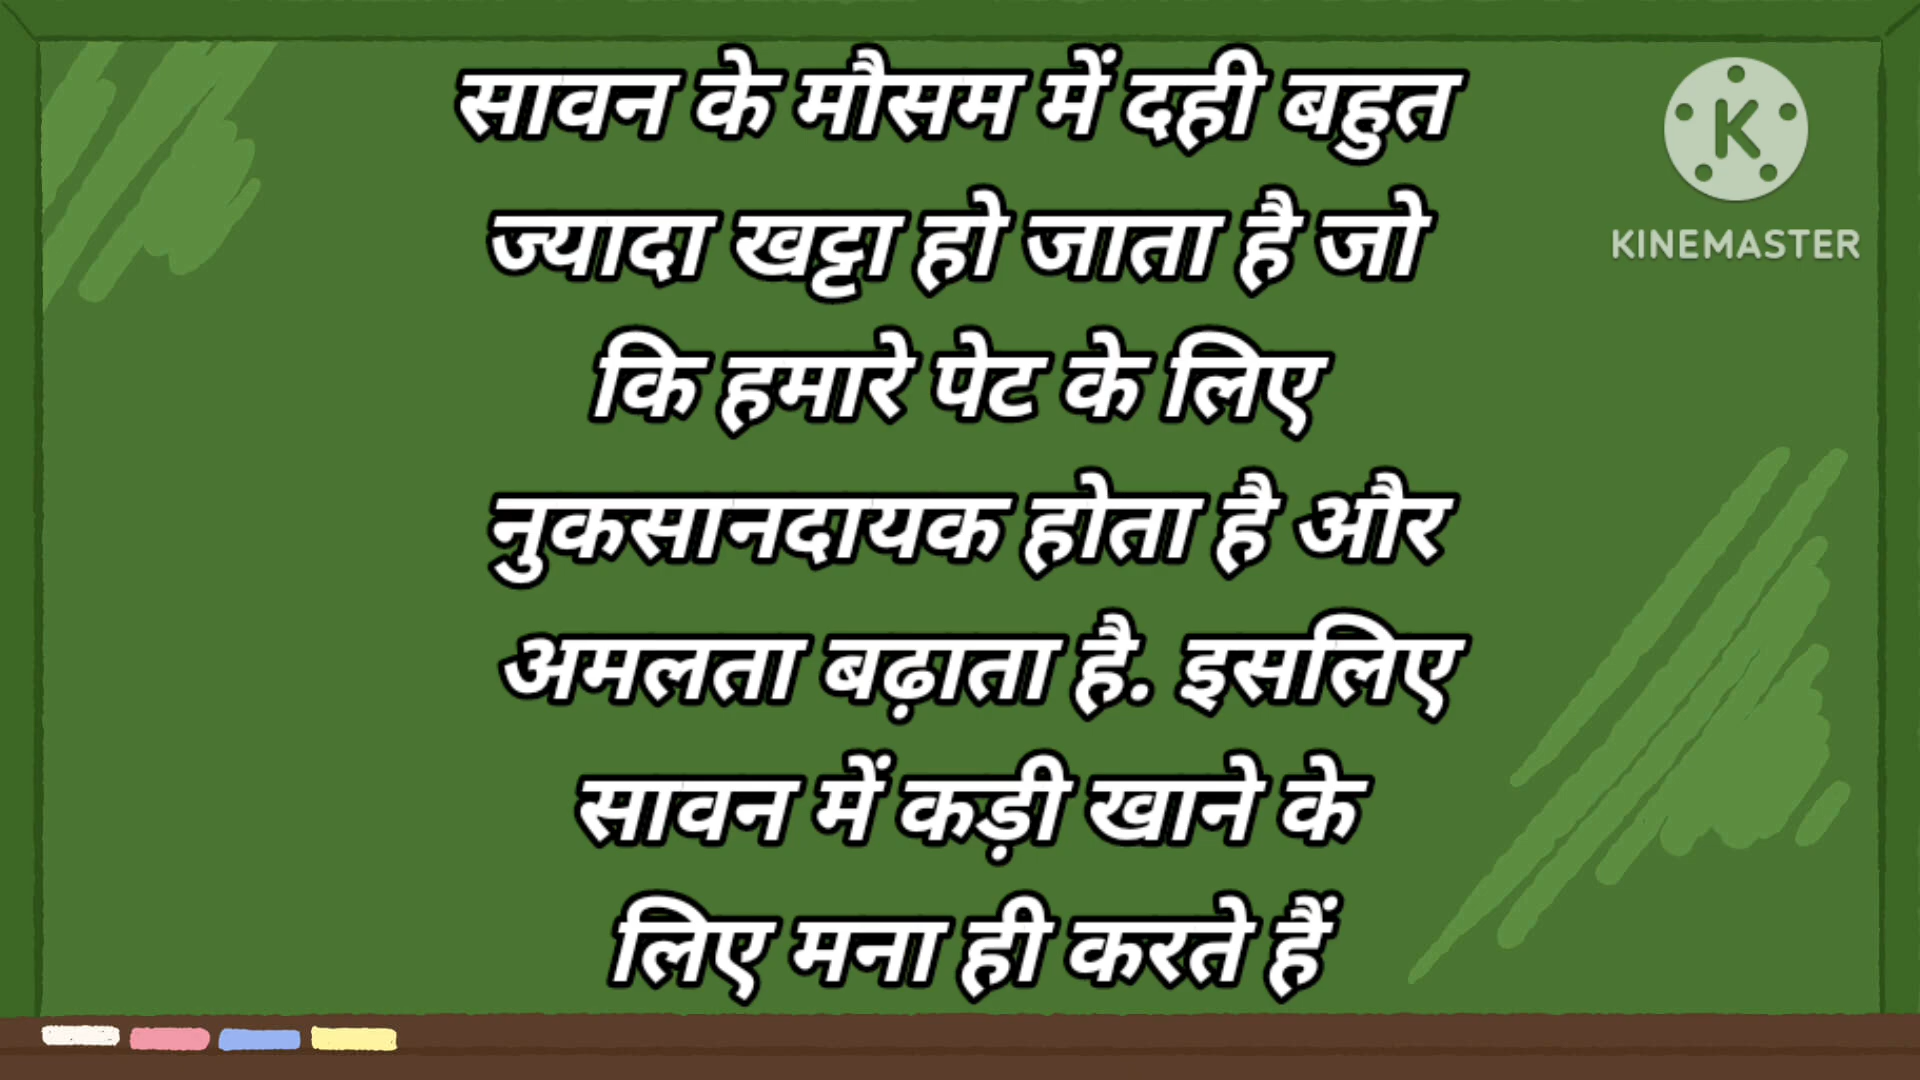 सावन के मौसम में दही बहुत
ज्यादा खट्टा हो जाता है जो
कि हमारे पेट के लिए
नुकसानदायक होता है और
अमलता बढ़ाता है. इसलिए
सावन में कड़ी खाने के
लिए मना ही करते हैं
K
KINEMASTER